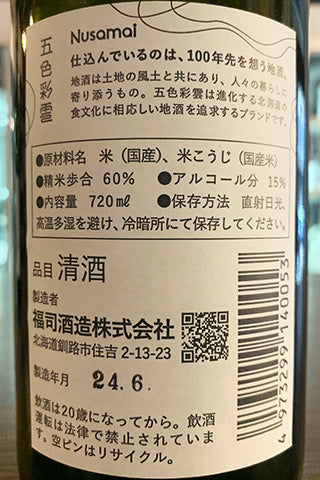 五色彩雲
Nusamai
仕込んでいるのは、100年先を想う地酒。
地酒は土地の風土と共にあり、人々の暮らしに
寄り添うもの。五色彩雲は進化する北海道の
食文化に相応しい地酒を追求するブランドです。
●原材料名 米（国産）、米こうじ（国産米）
●精米歩合 60% ●アルコール分 15%
●内容量 720㎖ ●保存方法 直射日光、
高温多湿を避け、冷暗所にて保存してください。
品目 清酒
製造者
福司酒造株式会社
北海道釧路市住吉 2-13-23
製造年月 24.6.
飲酒は20歳になってから。飲酒
運転は法律で禁止されていま
す。空ビンはリサイクル。
4973299140053